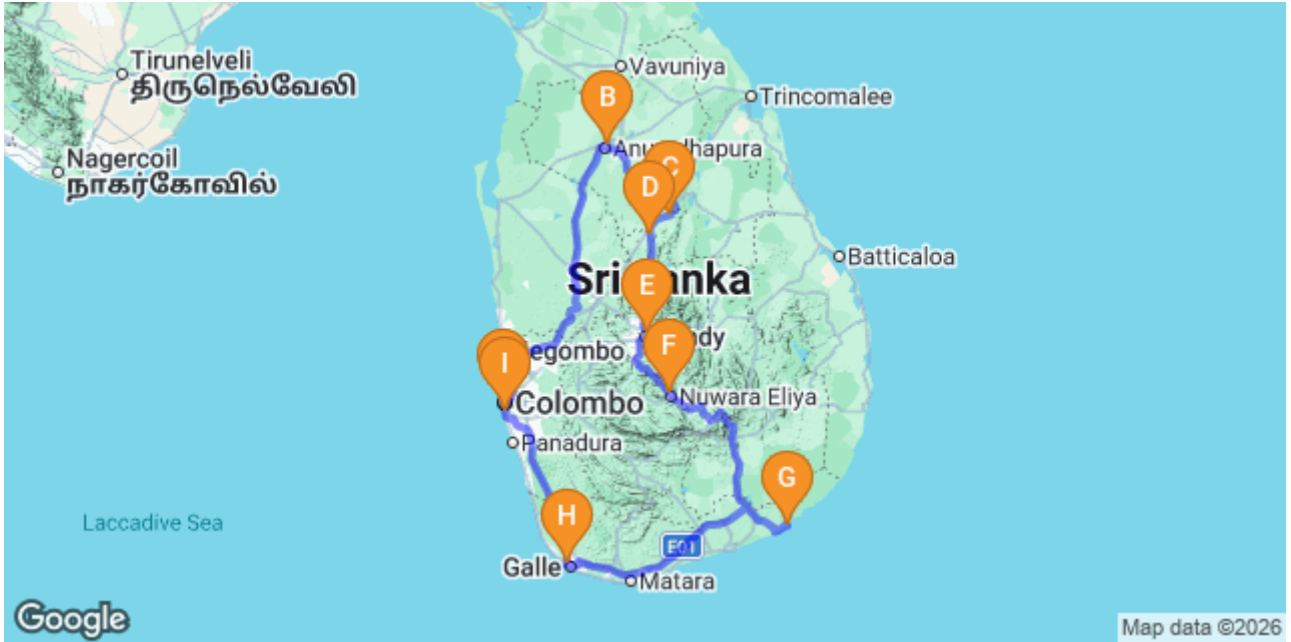 Tirunelveli
திருநெல்வேலி
Nagercoil
நாகர்கோவில்
Vavuniya
Trincomalee
B
C
D
Batticaloa
E
F
Nuwara Eliya
I
Colombo
Panadura
G
H
E01
Galle
Matara
Laccadive Sea
Google
Map data ©2026